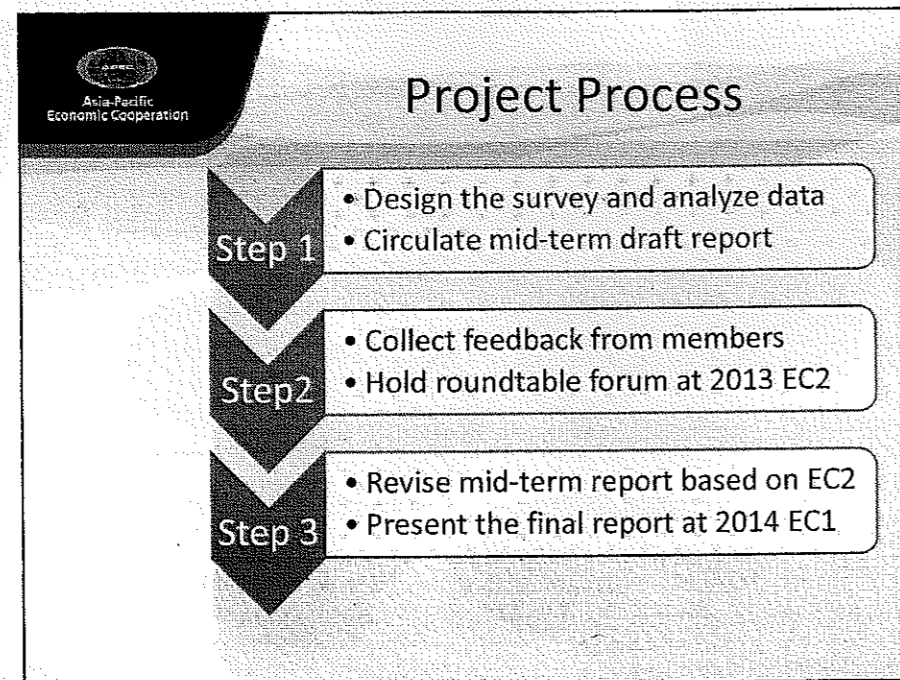 APEC
Asia-Pacific
Economic Cooperation
Project Process
Step 1
• Design the survey and analyze data
• Circulate mid-term draft report
Step2
• Collect feedback from members
• Hold roundtable forum at 2013 EC2
Step 3
• Revise mid-term report based on EC2
• Present the final report at 2014 EC1